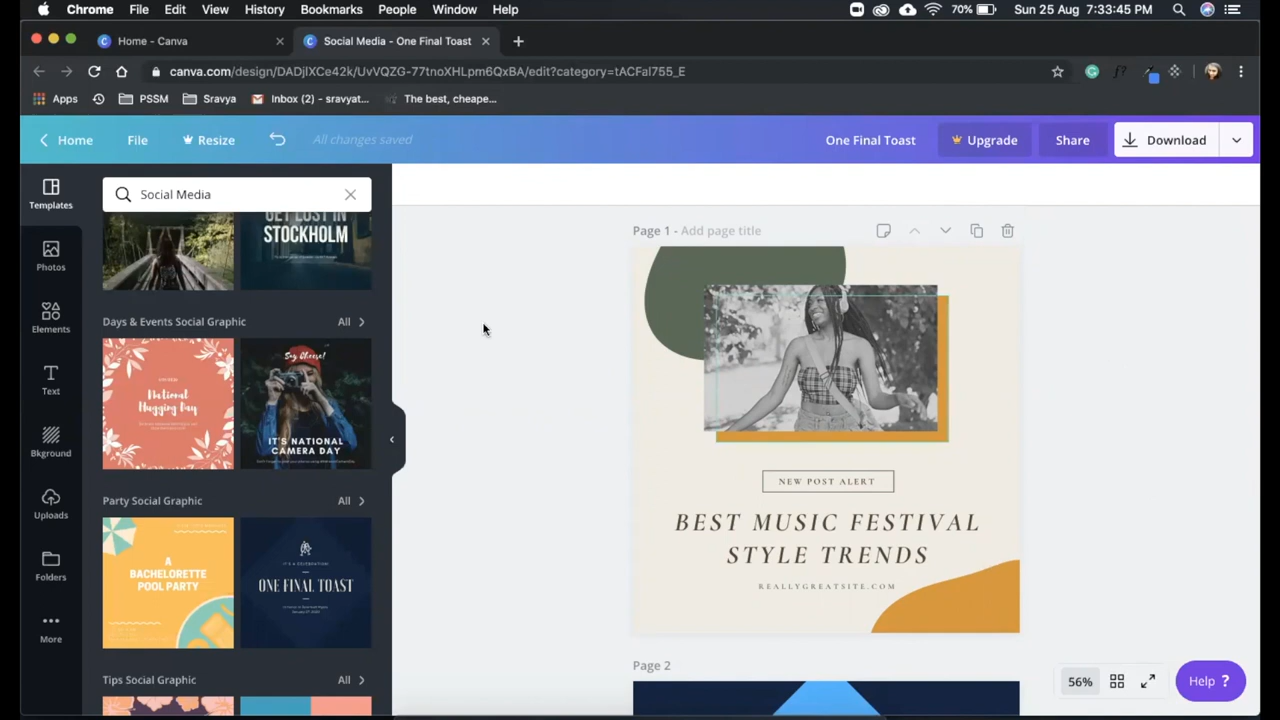 Chrome File Edit View History Bookmarks People Window Help
70% Sun 25 Aug 7:33:45 PM
Home - Canva
Social Media - One Final Toast
canva.com/design/DADjIXCe42k/UvVQZG-77tnoXHLpm6QxBA/edit?category=tACFal755_E
Apps PSSM Sravya Inbox (2) - sravyat... The best, cheape...
Home File Resize All changes saved
One Final Toast Upgrade Share Download
Templates
Photos
Elements
Text
Bkground
Uploads
Folders
More
Social Media
GET LOST IN
STOCKHOLM
Days & Events Social Graphic All
National
Hugging Day
Say Cheese!
IT'S NATIONAL
CAMERA DAY
Party Social Graphic All
A
BACHELORETTE
POOL PARTY
IT'S A CELEBRATION!
ONE FINAL TOAST
Tips Social Graphic All
Page 1 - Add page title
NEW POST ALERT
BEST MUSIC FESTIVAL
STYLE TRENDS
REALLYGREATSITE.COM
Page 2
56%
Help ?